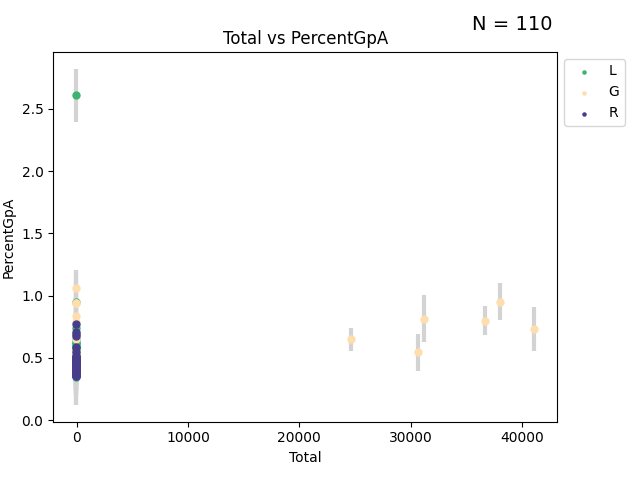 N = 110
Total vs PercentGpA
L
G
R
PercentGpA
2.5
2.0
1.5
1.0
0.5
0.0
0
10000
20000
30000
40000
Total